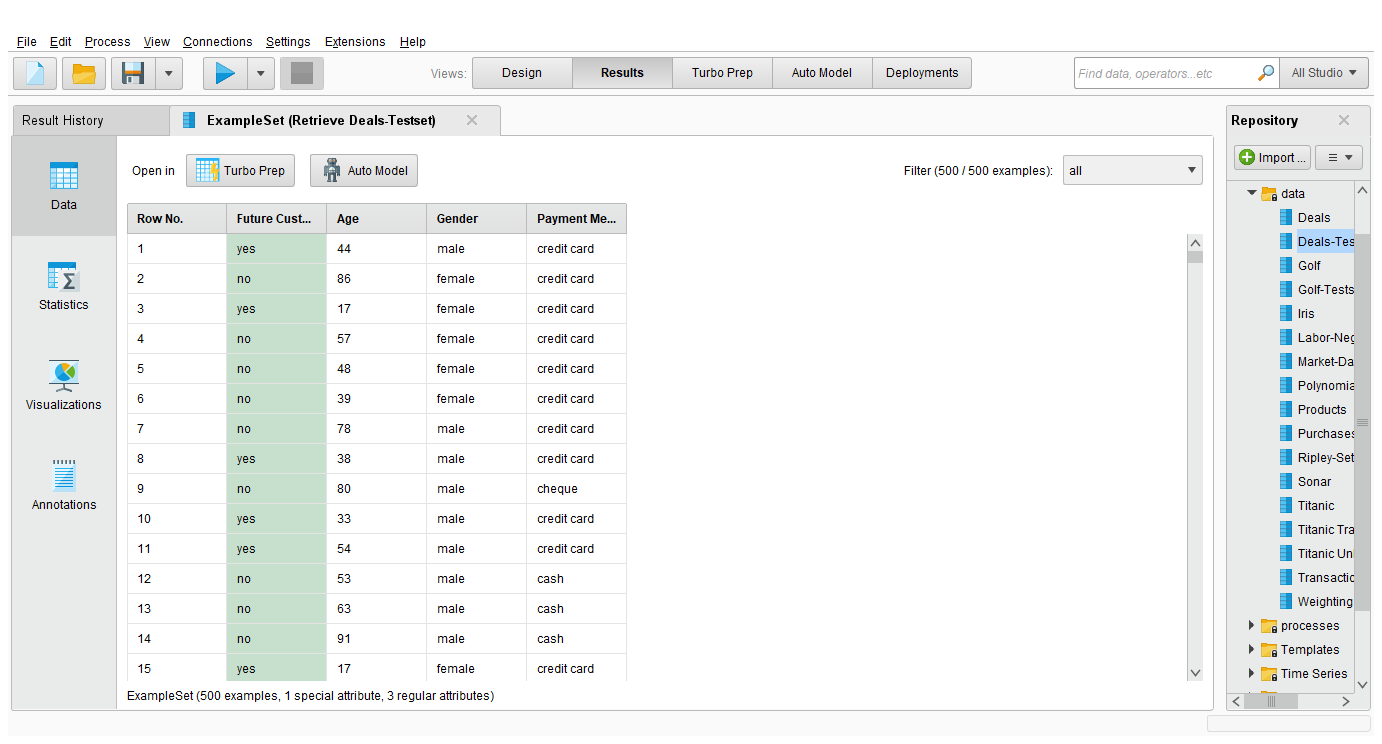 File Edit Process View Connections Settings Extensions Help
Views: Design Results Turbo Prep Auto Model Deployments Find data, operators...etc All Studio
Result History ExampleSet (Retrieve Deals-Testset)
Open in Turbo Prep Auto Model Filter (500 / 500 examples): all
Data
Statistics
Visualizations
Annotations
Row No. Future Cust... Age Gender Payment Me...
1 yes 44 male credit card
2 no 86 female credit card
3 yes 17 female credit card
4 no 57 female credit card
5 no 48 female credit card
6 no 39 female credit card
7 no 78 male credit card
8 yes 38 male credit card
9 no 80 male cheque
10 yes 33 male credit card
11 yes 54 male credit card
12 no 53 male cash
13 no 63 male cash
14 no 91 male cash
15 yes 17 female credit card
ExampleSet (500 examples, 1 special attribute, 3 regular attributes)
Repository
Import ...
data
Deals
Deals-Tes
Golf
Golf-Tests
Iris
Labor-Neg
Market-Da
Polynomia
Products
Purchases
Ripley-Set
Sonar
Titanic
Titanic Tra
Titanic Un
Transactio
Weighting
processes
Templates
Time Series